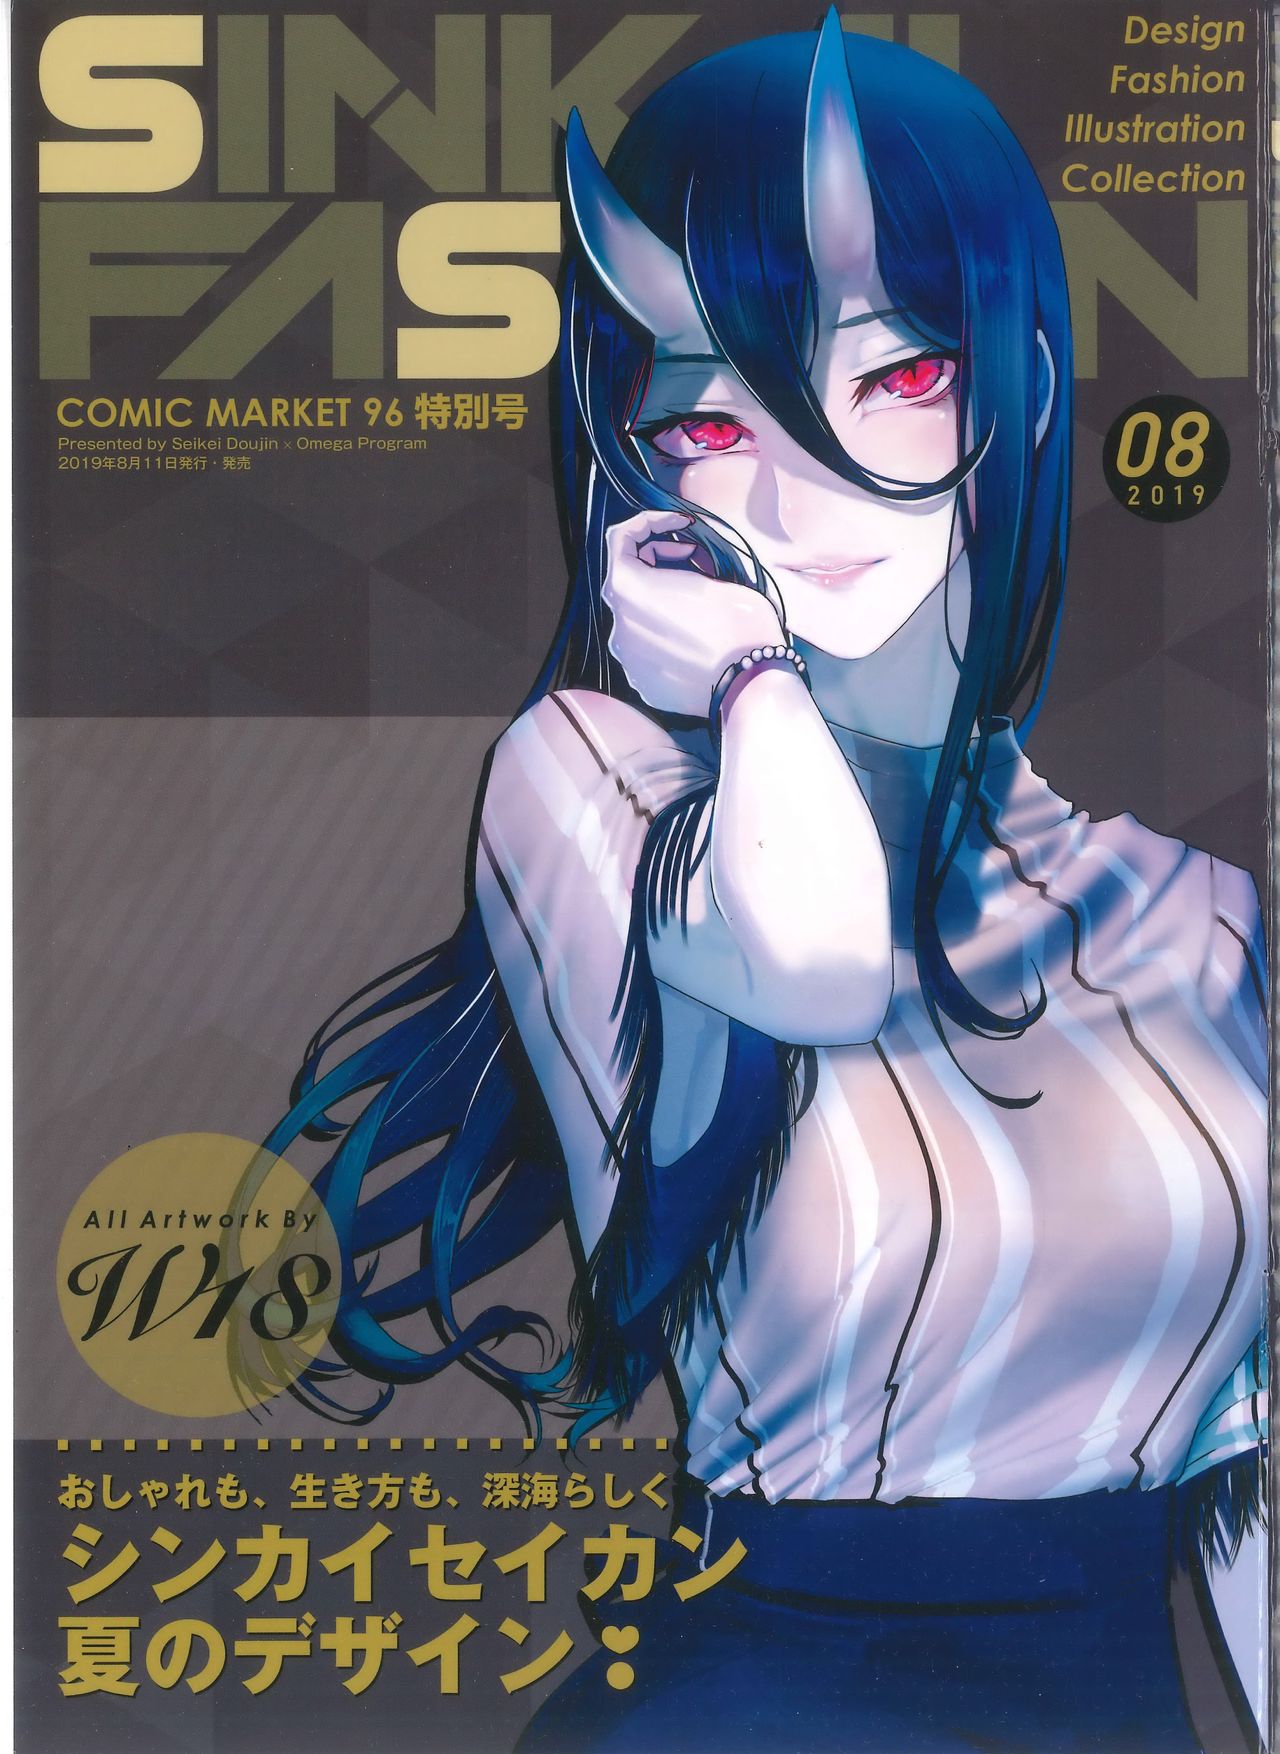 SINKAI
FASHION
Design
Fashion
Illustration
Collection
COMIC MARKET 96 特別号
Presented by Seikei Doujin × Omega Program
2019年8月11日発行・発売
08
2019
All Artwork By
W18
おしゃれも、生き方も、深海らしく
シンカイセイカン
夏のデザイン❣